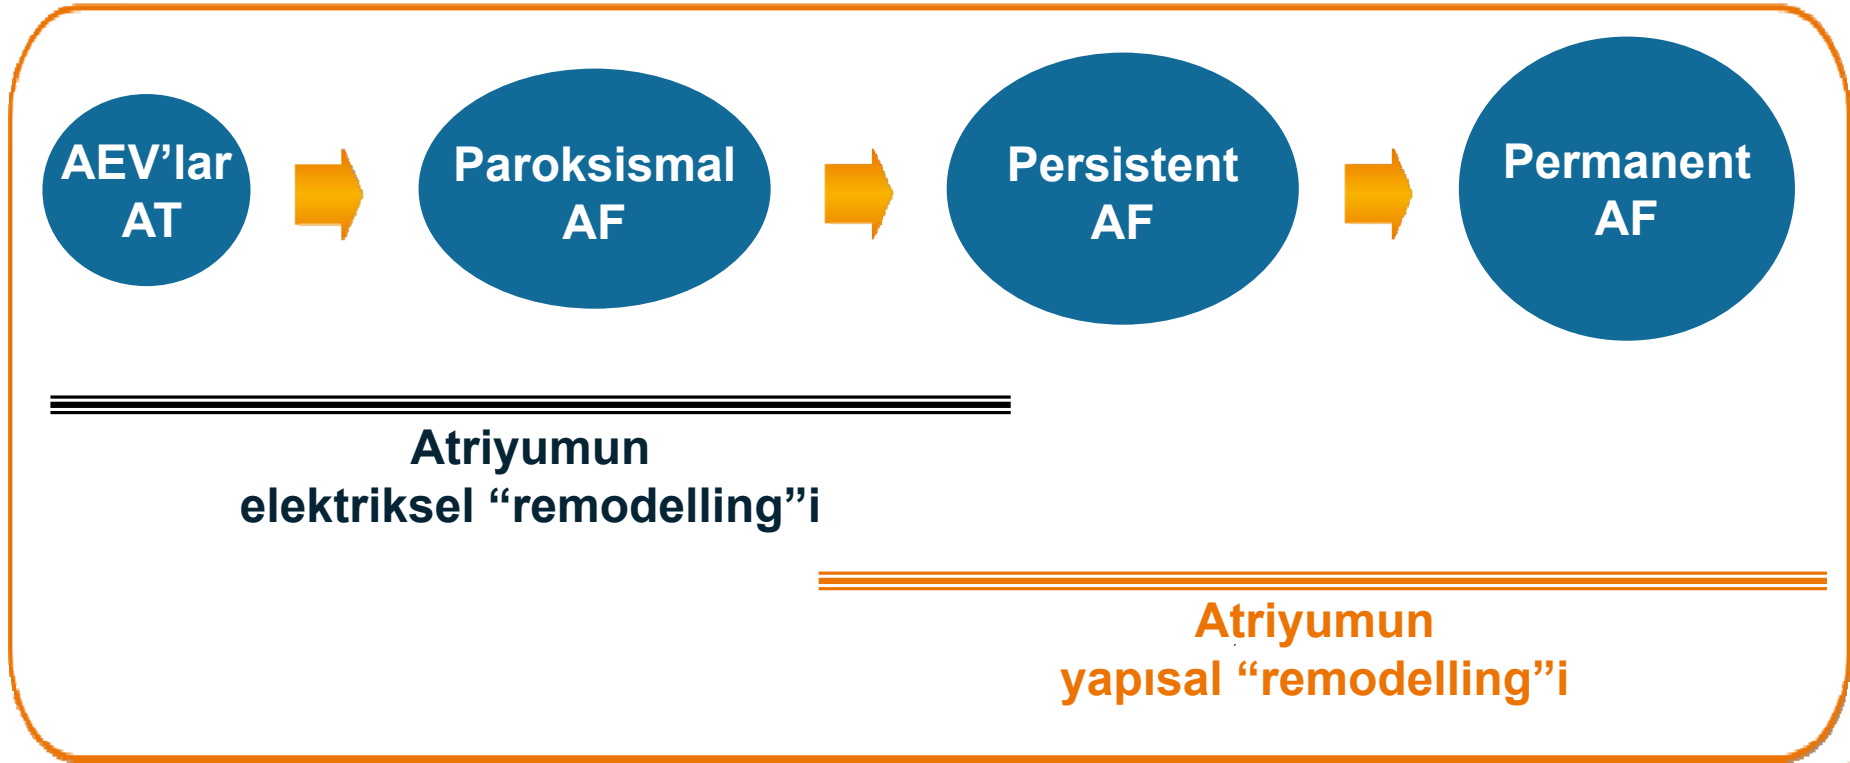 AEV’lar
AT
Paroksismal
AF
Persistent
AF
Permanent
AF
Atriyumun
elektriksel “remodelling”i
Atriyumun
yapısal “remodelling”i